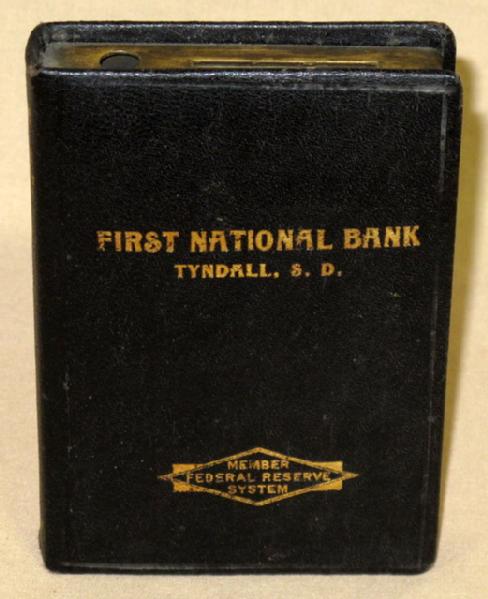 FIRST NATIONAL BANK
TYNDALL, S. D.
MEMBER
FEDERAL RESERVE
SYSTEM